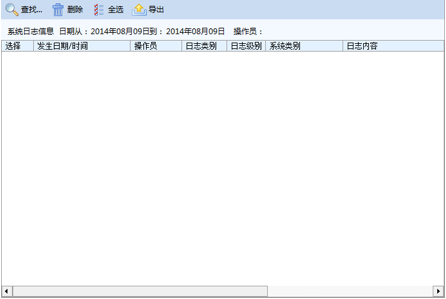 查找... 删除 全选 导出
系统日志信息 日期从：2014年08月09日到：2014年08月09日 操作员：
选择 发生日期/时间 操作员 日志类别 日志级别 系统类别 日志内容